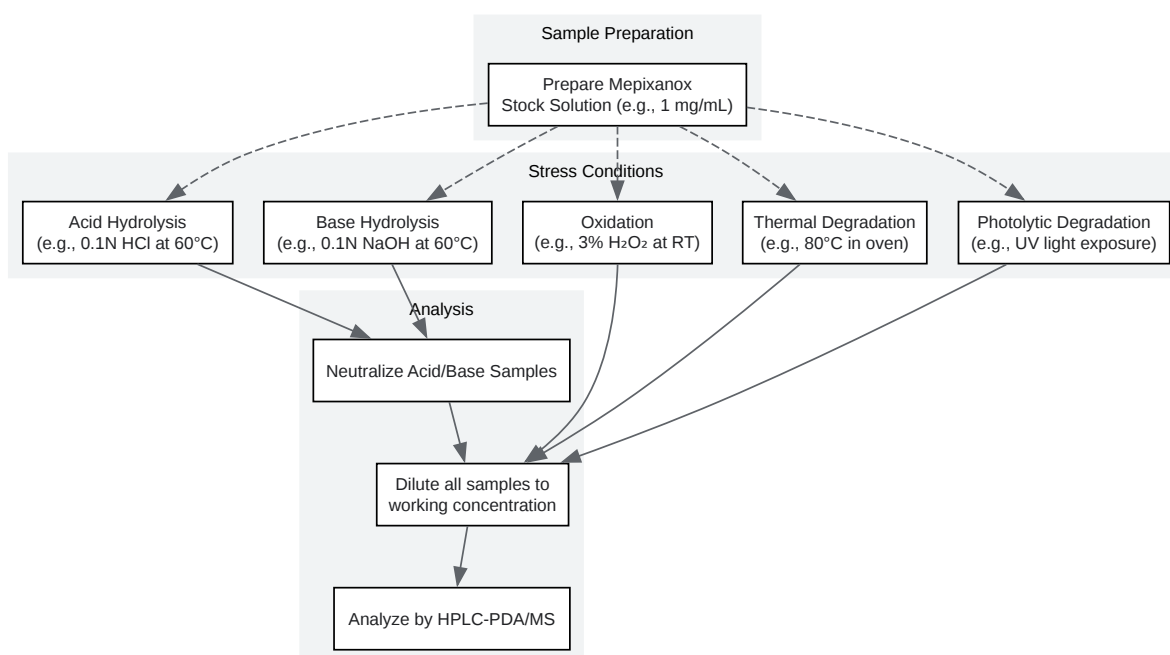 Sample Preparation
Prepare Mepixanox
Stock Solution (e.g., 1 mg/mL)
Stress Conditions
Acid Hydrolysis
(e.g., 0.1N HCl at 60°C)
Base Hydrolysis
(e.g., 0.1N NaOH at 60°C)
Oxidation
(e.g., 3% H₂O₂ at RT)
Thermal Degradation
(e.g., 80°C in oven)
Photolytic Degradation
(e.g., UV light exposure)
Analysis
Neutralize Acid/Base Samples
Dilute all samples to
working concentration
Analyze by HPLC-PDA/MS